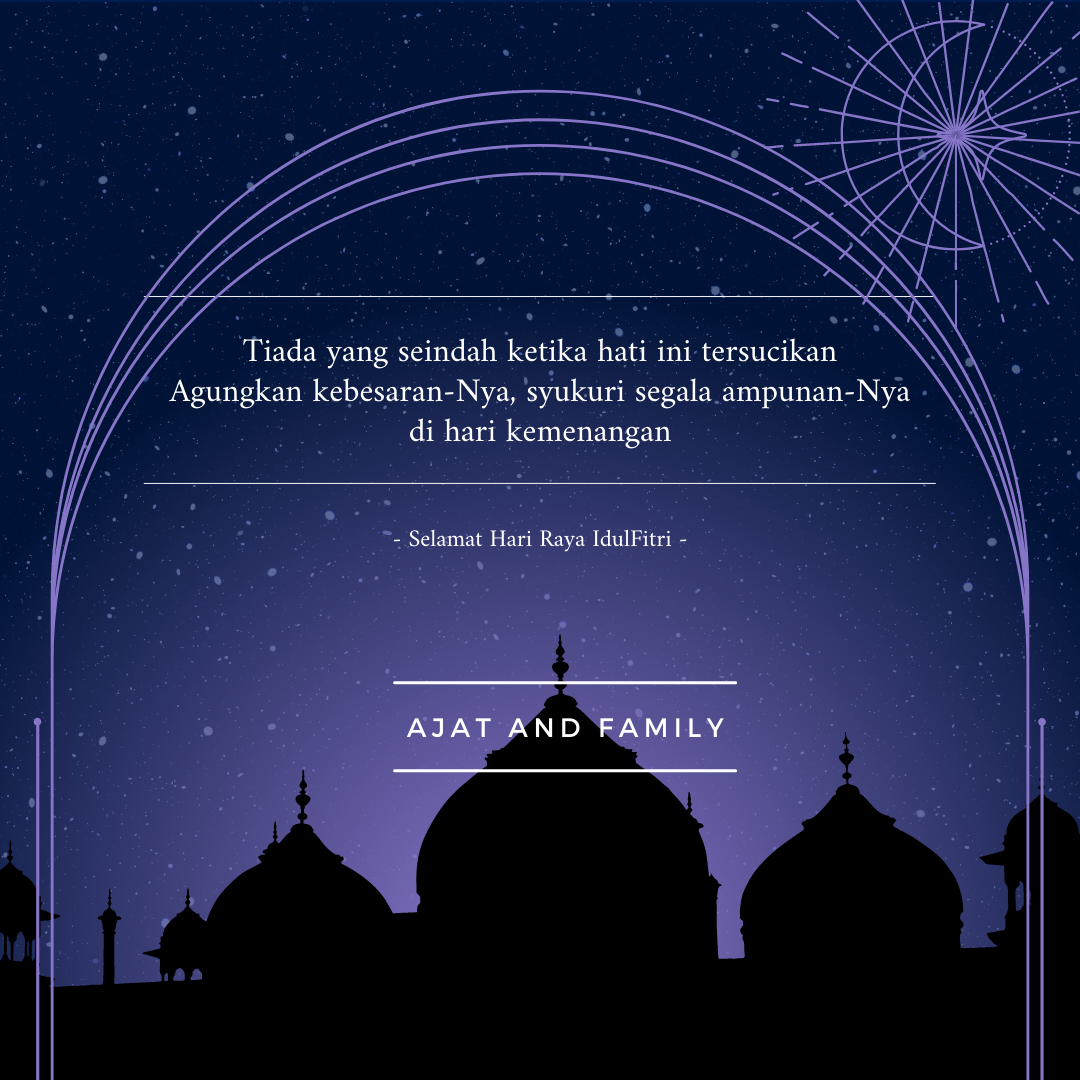 Tiada yang seindah ketika hati ini tersucikan
Agungkan kebesaran-Nya, syukuri segala ampunan-Nya
di hari kemenangan
- Selamat Hari Raya IdulFitri -
AJAT AND FAMILY